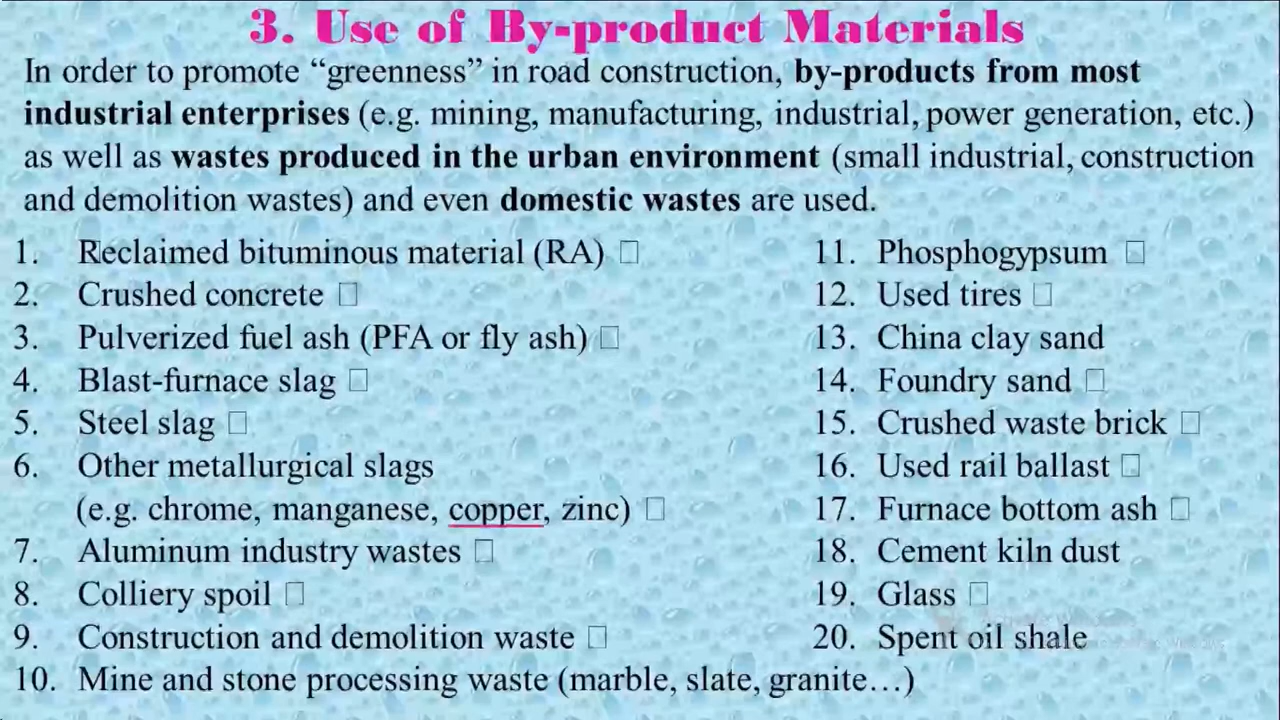 3. Use of By-product Materials
In order to promote “greenness” in road construction, by-products from most
industrial enterprises (e.g. mining, manufacturing, industrial, power generation, etc.)
as well as wastes produced in the urban environment (small industrial, construction
and demolition wastes) and even domestic wastes are used.
1. Reclaimed bituminous material (RA) □
2. Crushed concrete □
3. Pulverized fuel ash (PFA or fly ash) □
4. Blast-furnace slag □
5. Steel slag □
6. Other metallurgical slags
(e.g. chrome, manganese, copper, zinc) □
7. Aluminum industry wastes □
8. Colliery spoil □
9. Construction and demolition waste □
10. Mine and stone processing waste (marble, slate, granite…)
11. Phosphogypsum □
12. Used tires □
13. China clay sand
14. Foundry sand □
15. Crushed waste brick □
16. Used rail ballast □
17. Furnace bottom ash □
18. Cement kiln dust
19. Glass □
20. Spent oil shale